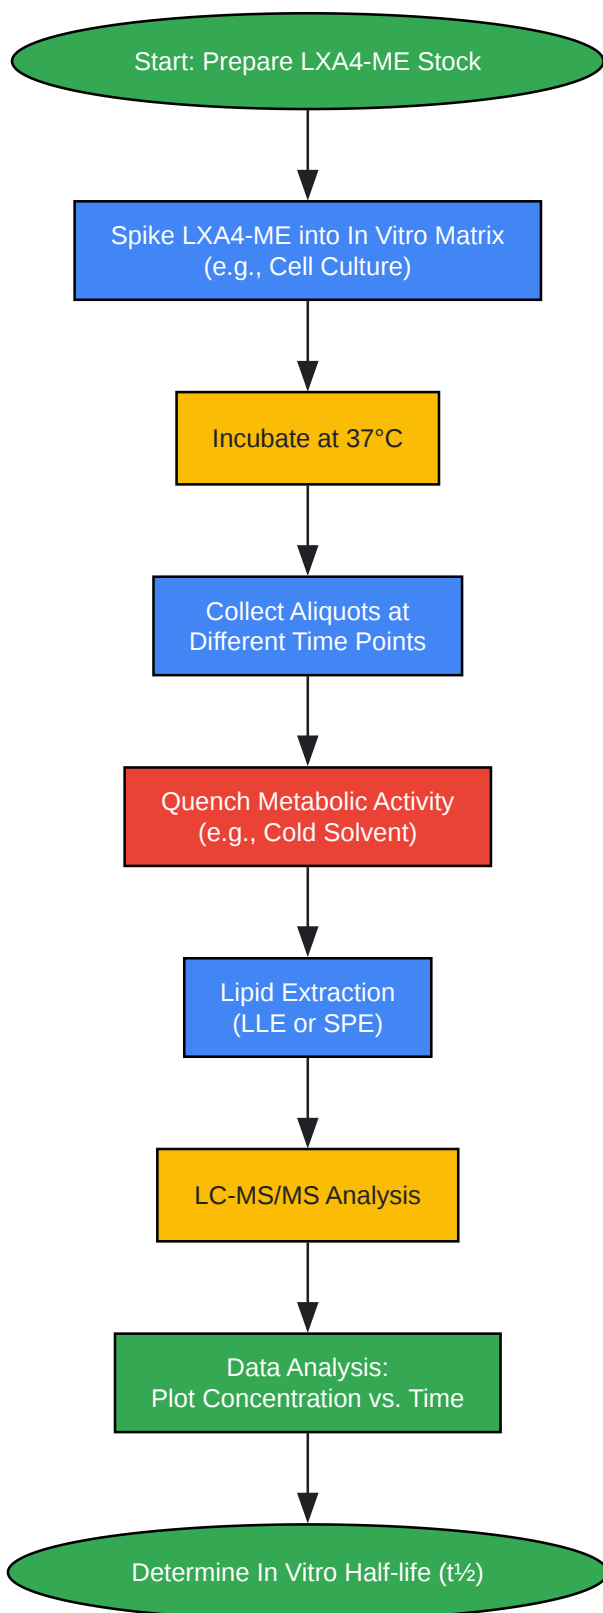 Start: Prepare LXA4-ME Stock
Spike LXA4-ME into In Vitro Matrix
(e.g., Cell Culture)
Incubate at 37°C
Collect Aliquots at
Different Time Points
Quench Metabolic Activity
(e.g., Cold Solvent)
Lipid Extraction
(LLE or SPE)
LC-MS/MS Analysis
Data Analysis:
Plot Concentration vs. Time
Determine In Vitro Half-life (t½)